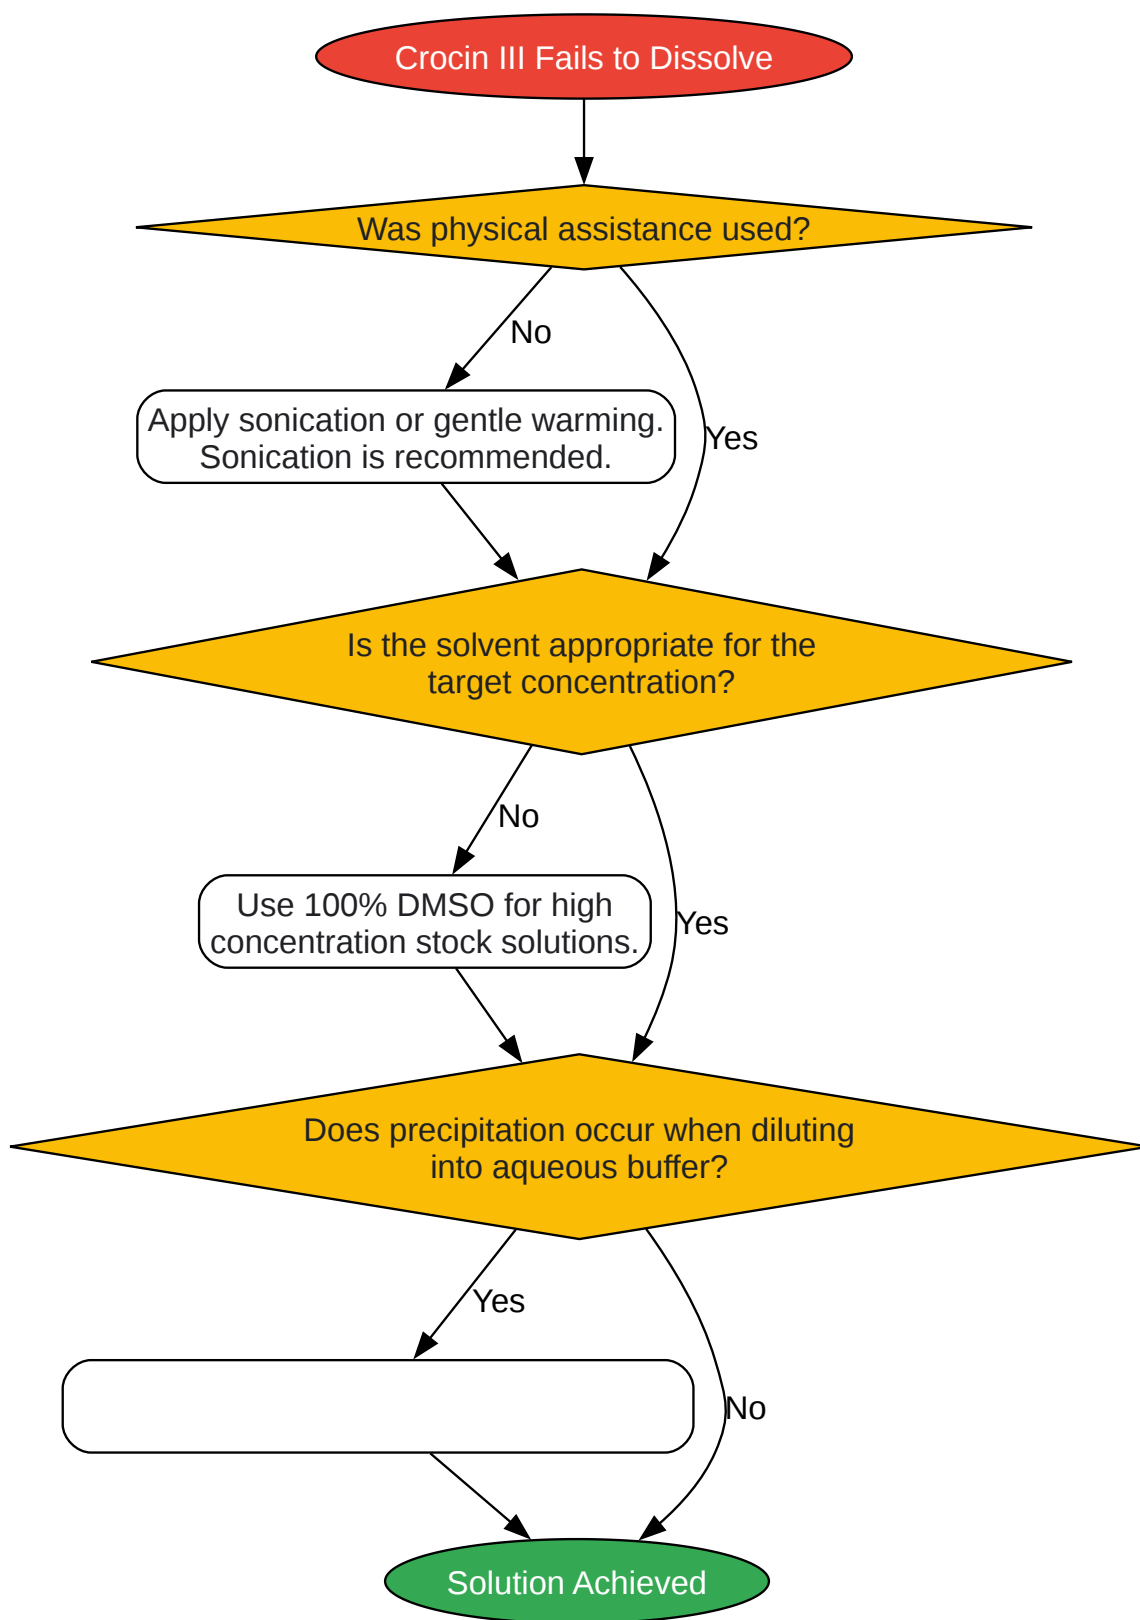 Crocin III Fails to Dissolve
Was physical assistance used?
No
Apply sonication or gentle warming.
Sonication is recommended.
Yes
Is the solvent appropriate for the
target concentration?
No
Use 100% DMSO for high
concentration stock solutions.
Yes
Does precipitation occur when diluting
into aqueous buffer?
Yes
No
Solution Achieved